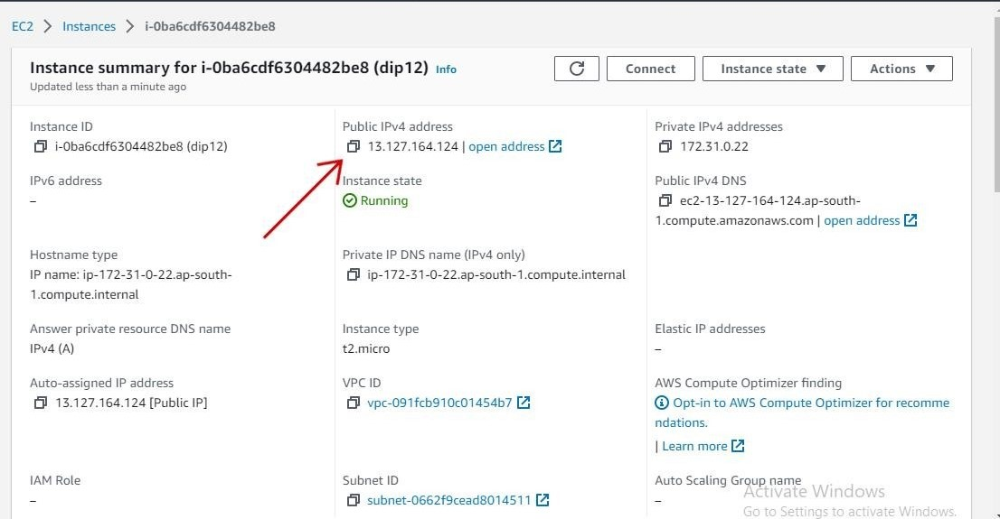 EC2 > Instances > i-0ba6cdf6304482be8
Instance summary for i-0ba6cdf6304482be8 (dip12) Info
Updated less than a minute ago
Connect
Instance state
Actions
Instance ID
i-0ba6cdf6304482be8 (dip12)
Public IPv4 address
13.127.164.124 | open address
Private IPv4 addresses
172.31.0.22
IPv6 address
–
Instance state
Running
Public IPv4 DNS
ec2-13-127-164-124.ap-south-
1.compute.amazonaws.com | open address
Hostname type
IP name: ip-172-31-0-22.ap-south-
1.compute.internal
Private IP DNS name (IPv4 only)
ip-172-31-0-22.ap-south-1.compute.internal
Answer private resource DNS name
IPv4 (A)
Instance type
t2.micro
Elastic IP addresses
–
Auto-assigned IP address
13.127.164.124 [Public IP]
VPC ID
vpc-091fcb910c01454b7
AWS Compute Optimizer finding
Opt-in to AWS Compute Optimizer for recomme
ndations.
| Learn more
IAM Role
–
Subnet ID
subnet-0662f9cead8014511
Auto Scaling Group name
–
Activate Windows
Go to Settings to activate Windows.